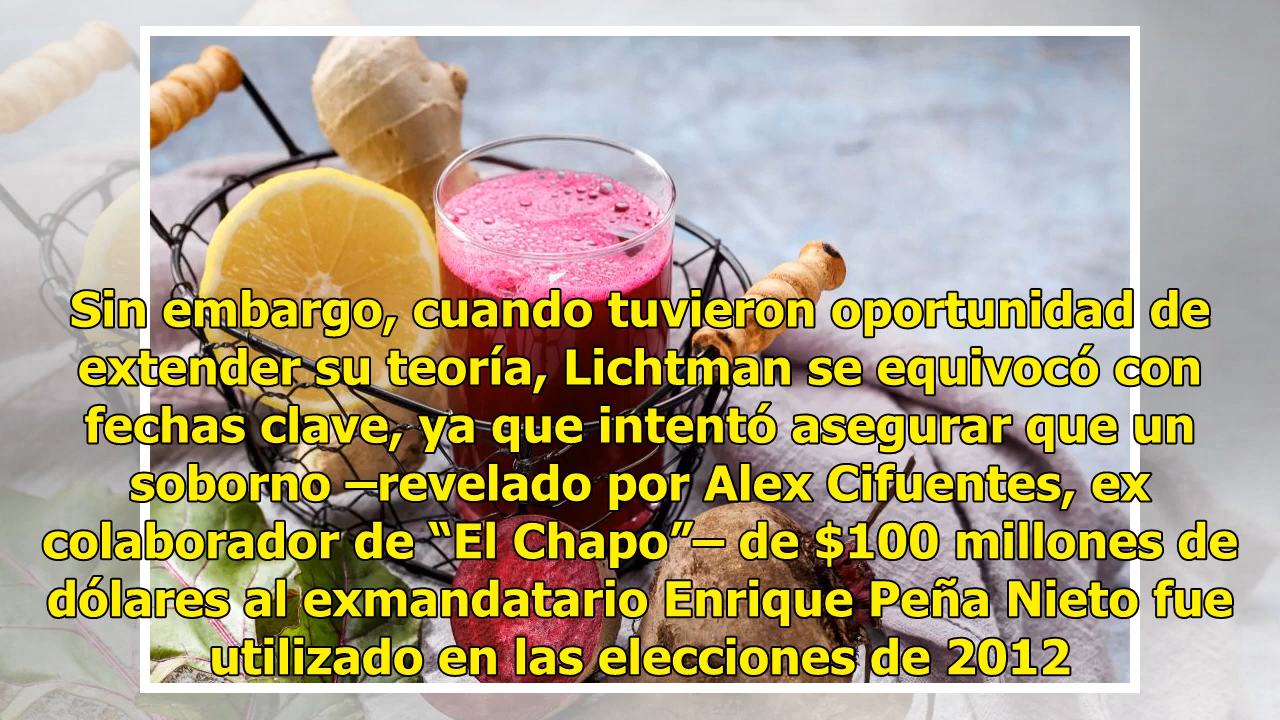 Sin embargo, cuando tuvieron oportunidad de
extender su teoría, Lichtman se equivocó con
fechas clave, ya que intentó asegurar que un
soborno –revelado por Alex Cifuentes, ex
colaborador de “El Chapo”– de $100 millones de
dólares al exmandatario Enrique Peña Nieto fue
utilizado en las elecciones de 2012